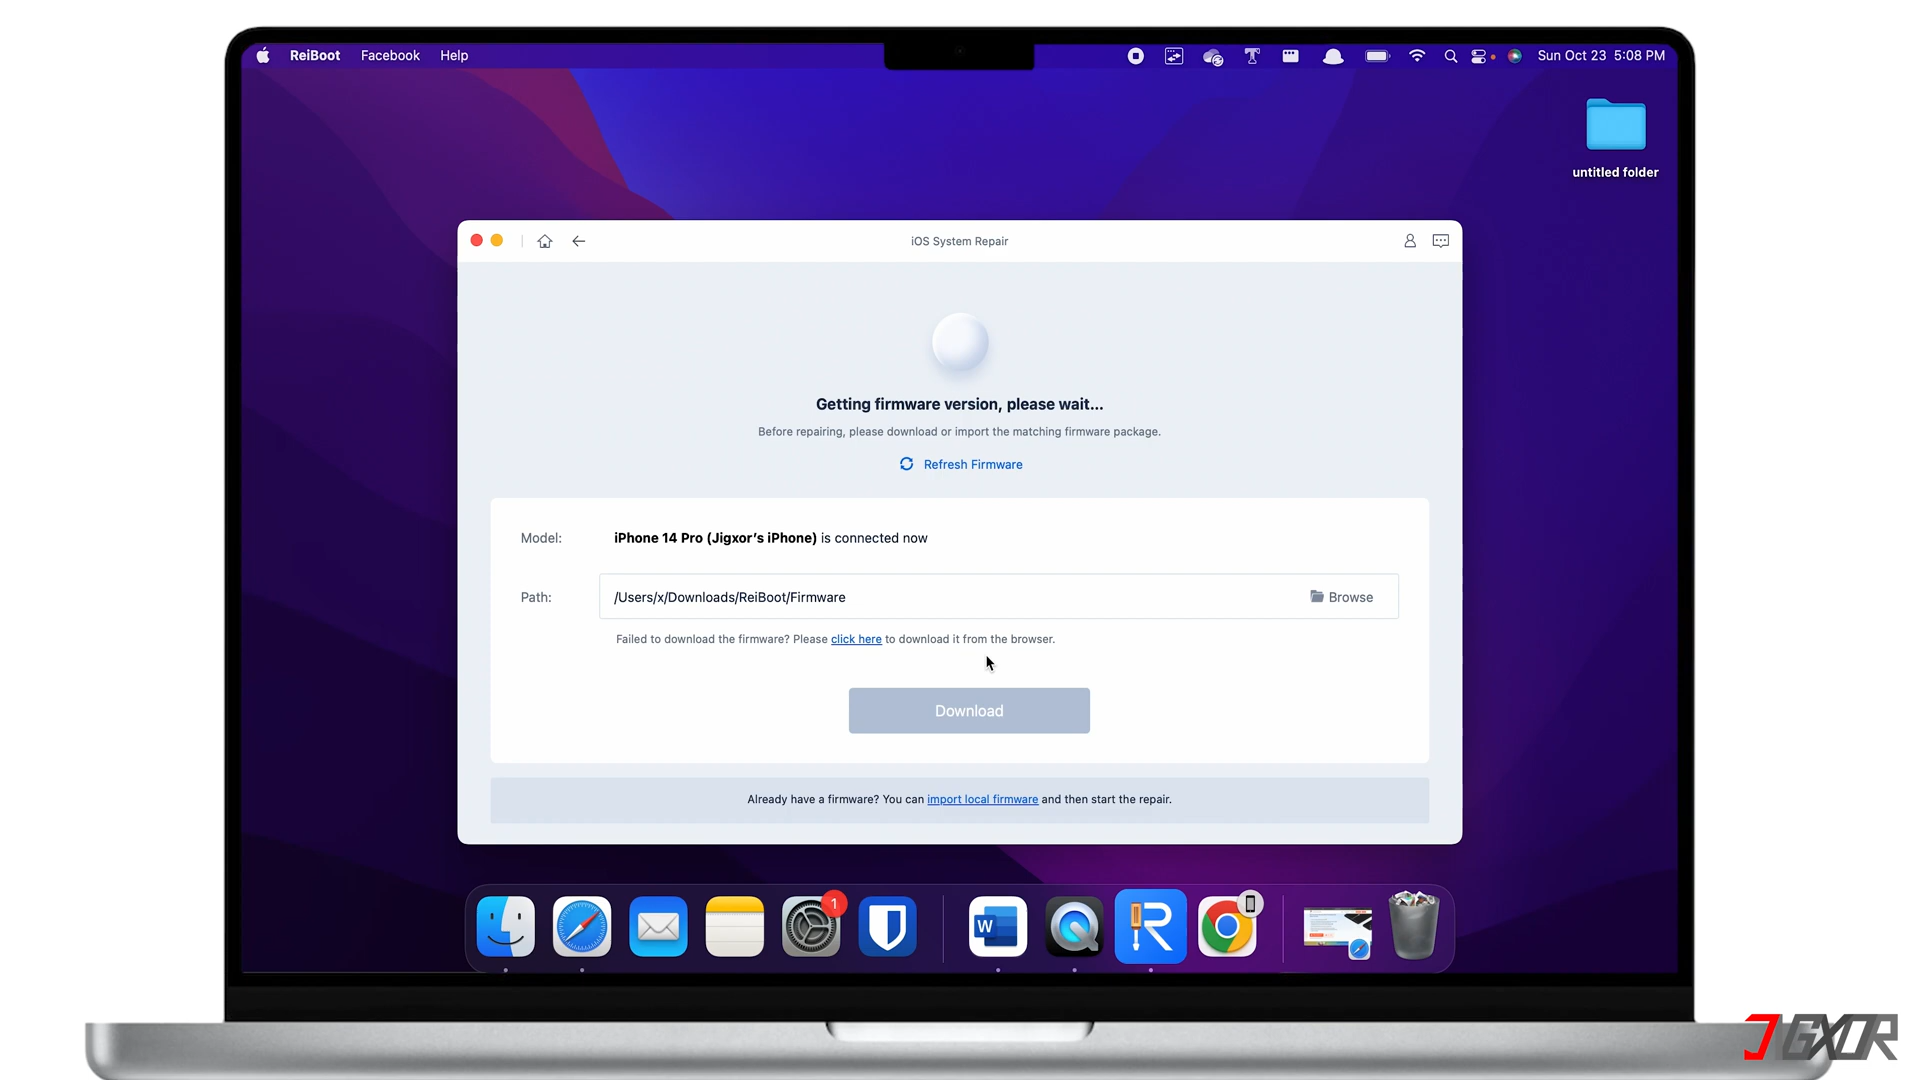 ReiBoot Facebook Help
Sun Oct 23 5:08 PM
untitled folder
iOS System Repair
Getting firmware version, please wait...
Before repairing, please download or import the matching firmware package.
Refresh Firmware
Model: iPhone 14 Pro (Jigxor's iPhone) is connected now
Path: /Users/x/Downloads/ReiBoot/Firmware Browse
Failed to download the firmware? Please click here to download it from the browser.
Download
Already have a firmware? You can import local firmware and then start the repair.
1
W
R
JIGXOR